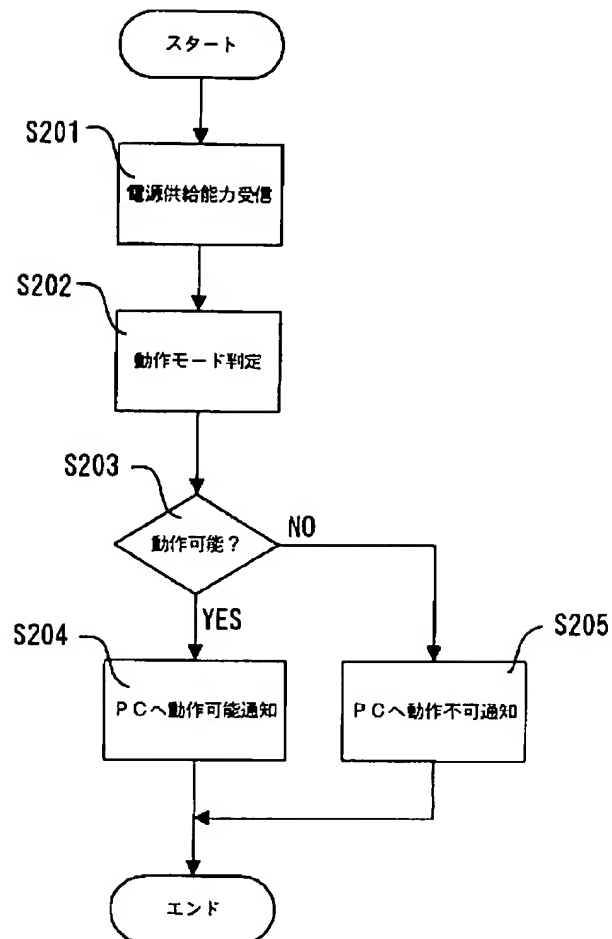 スタート
S201
電源供給能力受信
S202
動作モード判定
S203
動作可能？
NO
YES
S204
S205
ＰＣへ動作可能通知
ＰＣへ動作不可通知
エンド